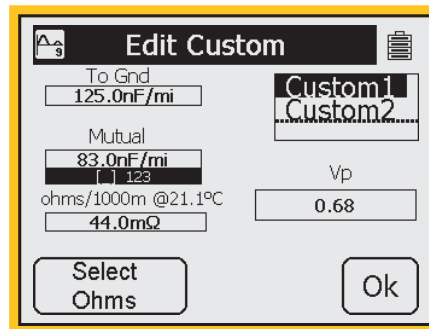 Edit Custom
To Gnd
125.0nF/mi
Mutual
83.0nF/mi
[_] 123
ohms/1000m @21.1ºC
44.0mΩ
Custom1
Custom2
Vp
0.68
Select
Ohms
Ok